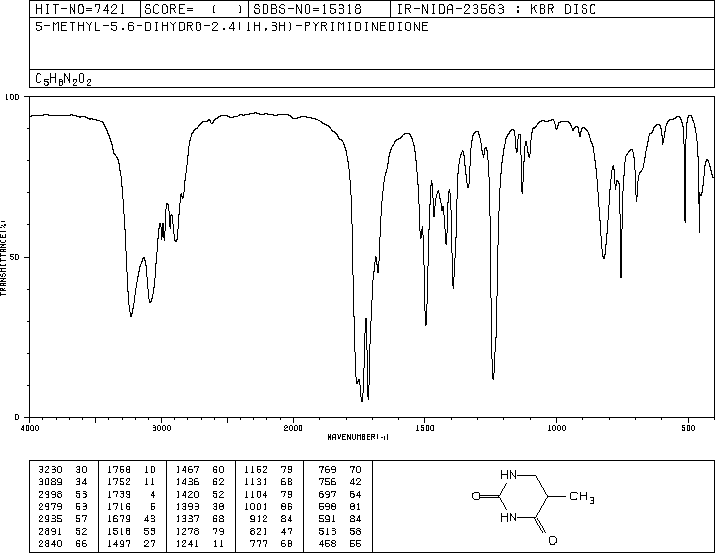 HIT-NO=7421 SCORE= ( ) SDBS-NO=15318 IR-NIDA-23563 : KBR DISC
5-METHYL-5,6-DIHYDRO-2,4(1H,3H)-PYRIMIDINEDIONE
C5H8N2O2
100
50
0
TRANSMITTANCE(%)
4000 3000 2000 1500 1000 500
WAVENUMBER(-1)
3230 30 1768 10 1467 60 1152 79 769 70
3089 34 1752 11 1436 62 1131 68 756 42
2998 53 1739 4 1420 52 1104 79 697 64
2979 53 1716 5 1393 38 1001 86 598 81
2935 57 1679 43 1337 68 912 84 591 84
2891 52 1518 53 1278 79 821 47 513 58
2840 66 1497 27 1241 11 777 68 458 55
HN
O
CH3
HN
O